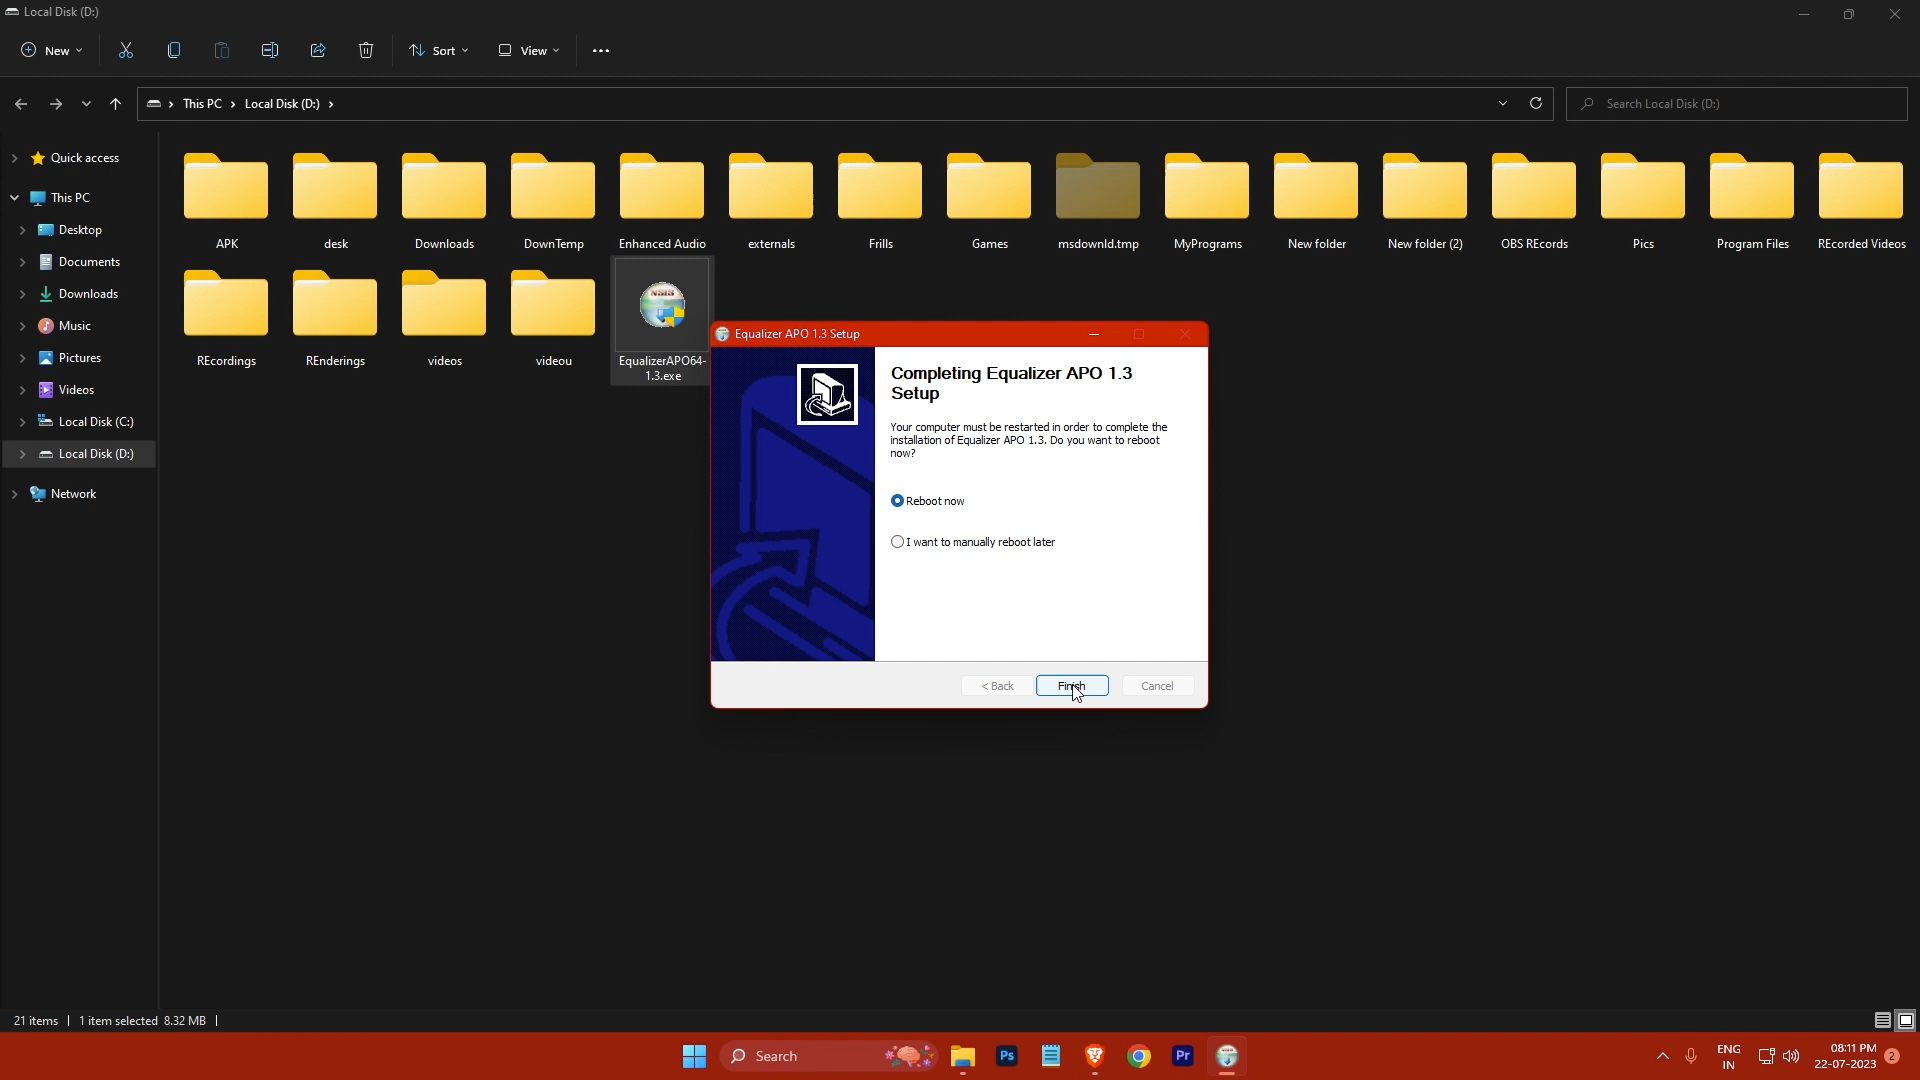 Local Disk (D:)
New
Sort
View
This PC
Local Disk (D:)
Search Local Disk (D:)
Quick access
This PC
Desktop
Documents
Downloads
Music
Pictures
Videos
Local Disk (C:)
Local Disk (D:)
Network
APK
desk
Downloads
DownTemp
Enhanced Audio
externals
Frills
Games
msdownld.tmp
MyPrograms
New folder
New folder (2)
OBS REcords
Pics
Program Files
REcorded Videos
REcordings
REnderings
videos
videou
NSIS
EqualizerAPO64-
1.3.exe
Equalizer APO 1.3 Setup
Completing Equalizer APO 1.3
Setup
Your computer must be restarted in order to complete the
installation of Equalizer APO 1.3. Do you want to reboot
now?
Reboot now
I want to manually reboot later
< Back
Finish
Cancel
21 items
1 item selected 8.32 MB
Search
Ps
Pr
ENG
IN
08:11 PM
22-07-2023
2